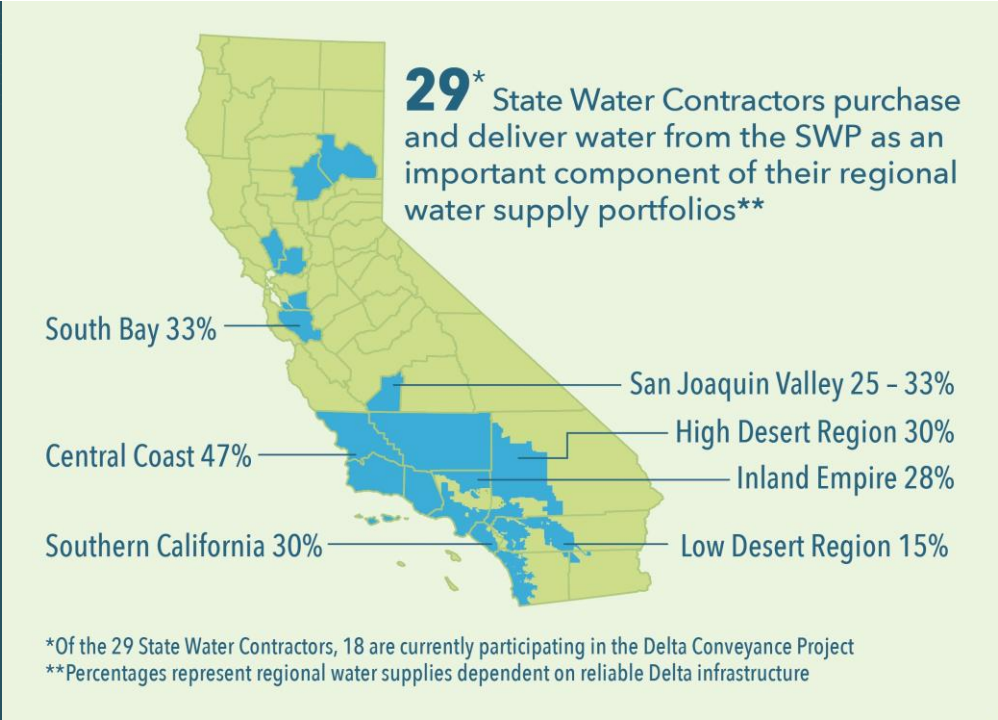 29* State Water Contractors purchase
and deliver water from the SWP as an
important component of their regional
water supply portfolios**
South Bay 33%
San Joaquin Valley 25 – 33%
High Desert Region 30%
Central Coast 47%
Inland Empire 28%
Southern California 30%
Low Desert Region 15%
*Of the 29 State Water Contractors, 18 are currently participating in the Delta Conveyance Project
**Percentages represent regional water supplies dependent on reliable Delta infrastructure